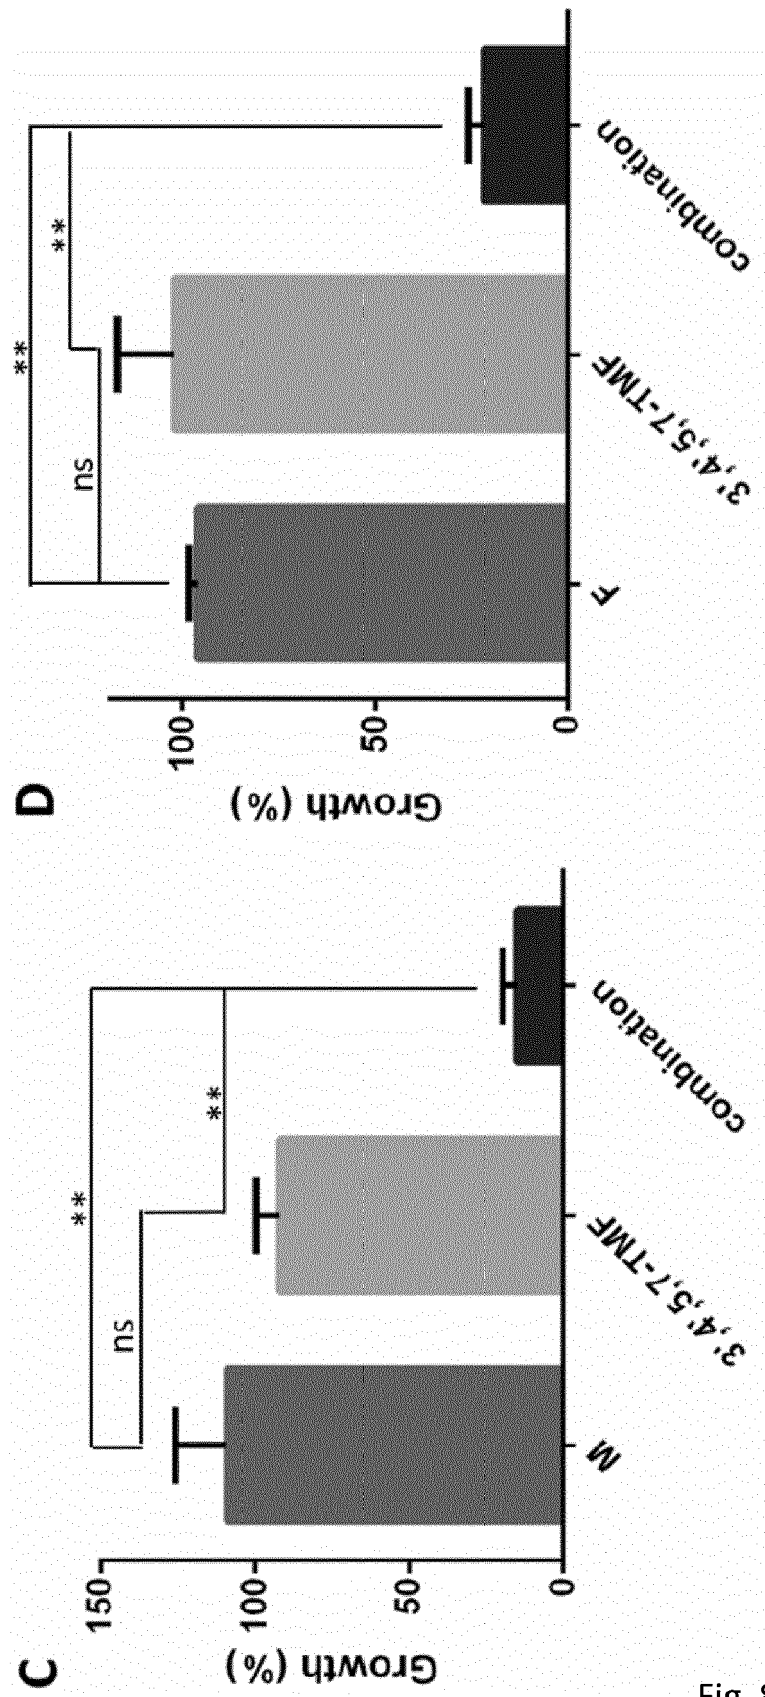 C
Growth (%)
150
100
50
0
**
ns
**
M
3',4',5,7-TMF
combination
D
Growth (%)
100
50
0
**
**
ns
F
3',4',5,7-TMF
combination
Fig.